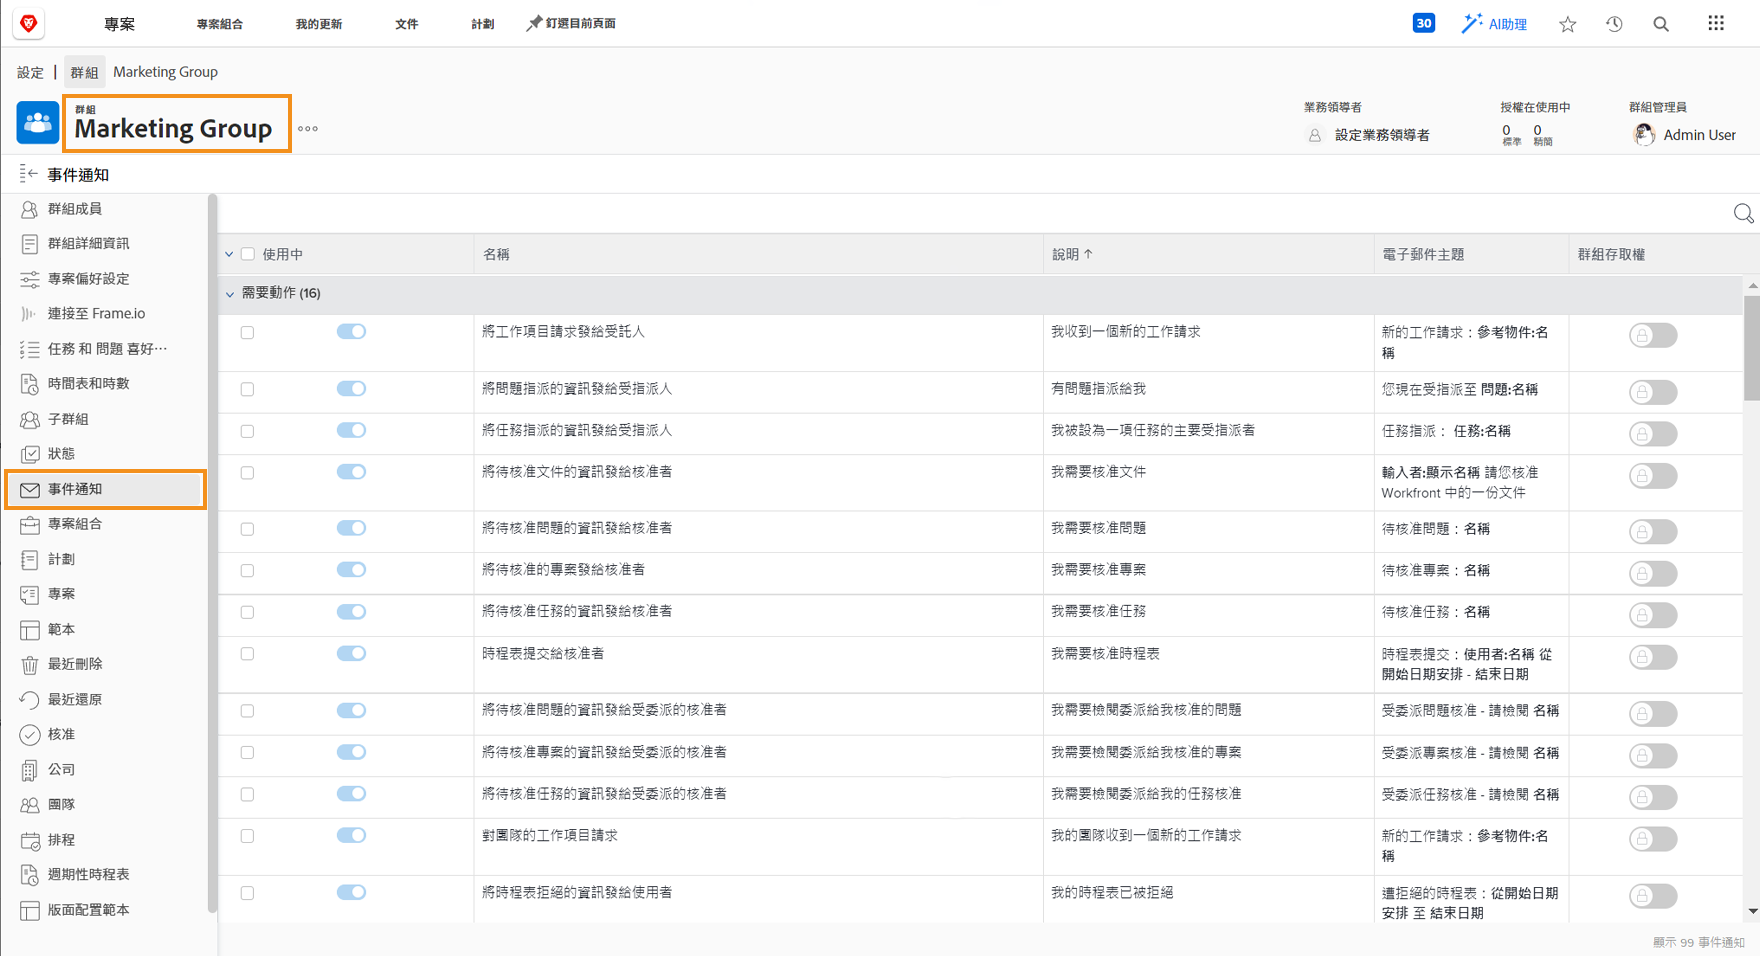 專案 專案組合 我的更新 文件 計劃 釘選目前頁面 30 AI助理
設定 | 群組 Marketing Group
群組
Marketing Group
業務領導者
設定業務領導者
授權在使用中
0 0
標準 精簡
群組管理員
Admin User
事件通知
群組成員
群組詳細資訊
專案偏好設定
連接至 Frame.io
任務 和 問題 喜好⋯
時間表和時數
子群組
狀態
事件通知
專案組合
計劃
專案
範本
最近刪除
最近還原
核准
公司
團隊
排程
週期性時程表
版面配置範本
使用中 名稱 說明 ↑ 電子郵件主題 群組存取權
需要動作 (16)
將工作項目請求發給受託人 我收到一個新的工作請求 新的工作請求：參考物件:名
稱
將問題指派的資訊發給受指派人 有問題指派給我 您現在受指派至 問題:名稱
將任務指派的資訊發給受指派人 我被設為一項任務的主要受指派者 任務指派： 任務:名稱
將待核准文件的資訊發給核准者 我需要核准文件 輸入者:顯示名稱 請您核准
Workfront 中的一份文件
將待核准問題的資訊發給核准者 我需要核准問題 待核准問題：名稱
將待核准的專案發給核准者 我需要核准專案 待核准專案：名稱
將待核准任務的資訊發給核准者 我需要核准任務 待核准任務：名稱
時程表提交給核准者 我需要核准時程表 時程表提交：使用者:名稱 從
開始日期安排 - 結束日期
將待核准問題的資訊發給受委派的核准者 我需要檢閱委派給我核准的問題 受委派問題核准 - 請檢閱 名稱
將待核准專案的資訊發給受委派的核准者 我需要檢閱委派給我核准的專案 受委派專案核准 - 請檢閱 名稱
將待核准任務的資訊發給受委派的核准者 我需要檢閱委派給我的任務核准 受委派任務核准 - 請檢閱 名稱
對團隊的工作項目請求 我的團隊收到一個新的工作請求 新的工作請求：參考物件:名
稱
將時程表拒絕的資訊發給使用者 我的時程表已被拒絕 遭拒絕的時程表：從開始日期
安排 至 結束日期
顯示 99 事件通知